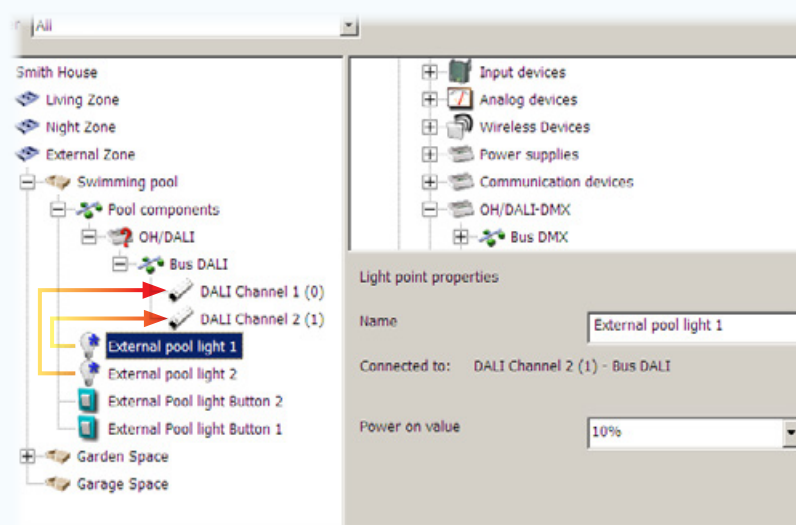 All
Smith House
Living Zone
Night Zone
External Zone
Swimming pool
Pool components
OH/DALI
Bus DALI
DALI Channel 1 (0)
DALI Channel 2 (1)
External pool light 1
External pool light 2
External Pool light Button 2
External Pool light Button 1
Garden Space
Garage Space
Input devices
Analog devices
Wireless Devices
Power supplies
Communication devices
OH/DALI-DMX
Bus DMX
Light point properties
Name
External pool light 1
Connected to: DALI Channel 2 (1) - Bus DALI
Power on value
10%